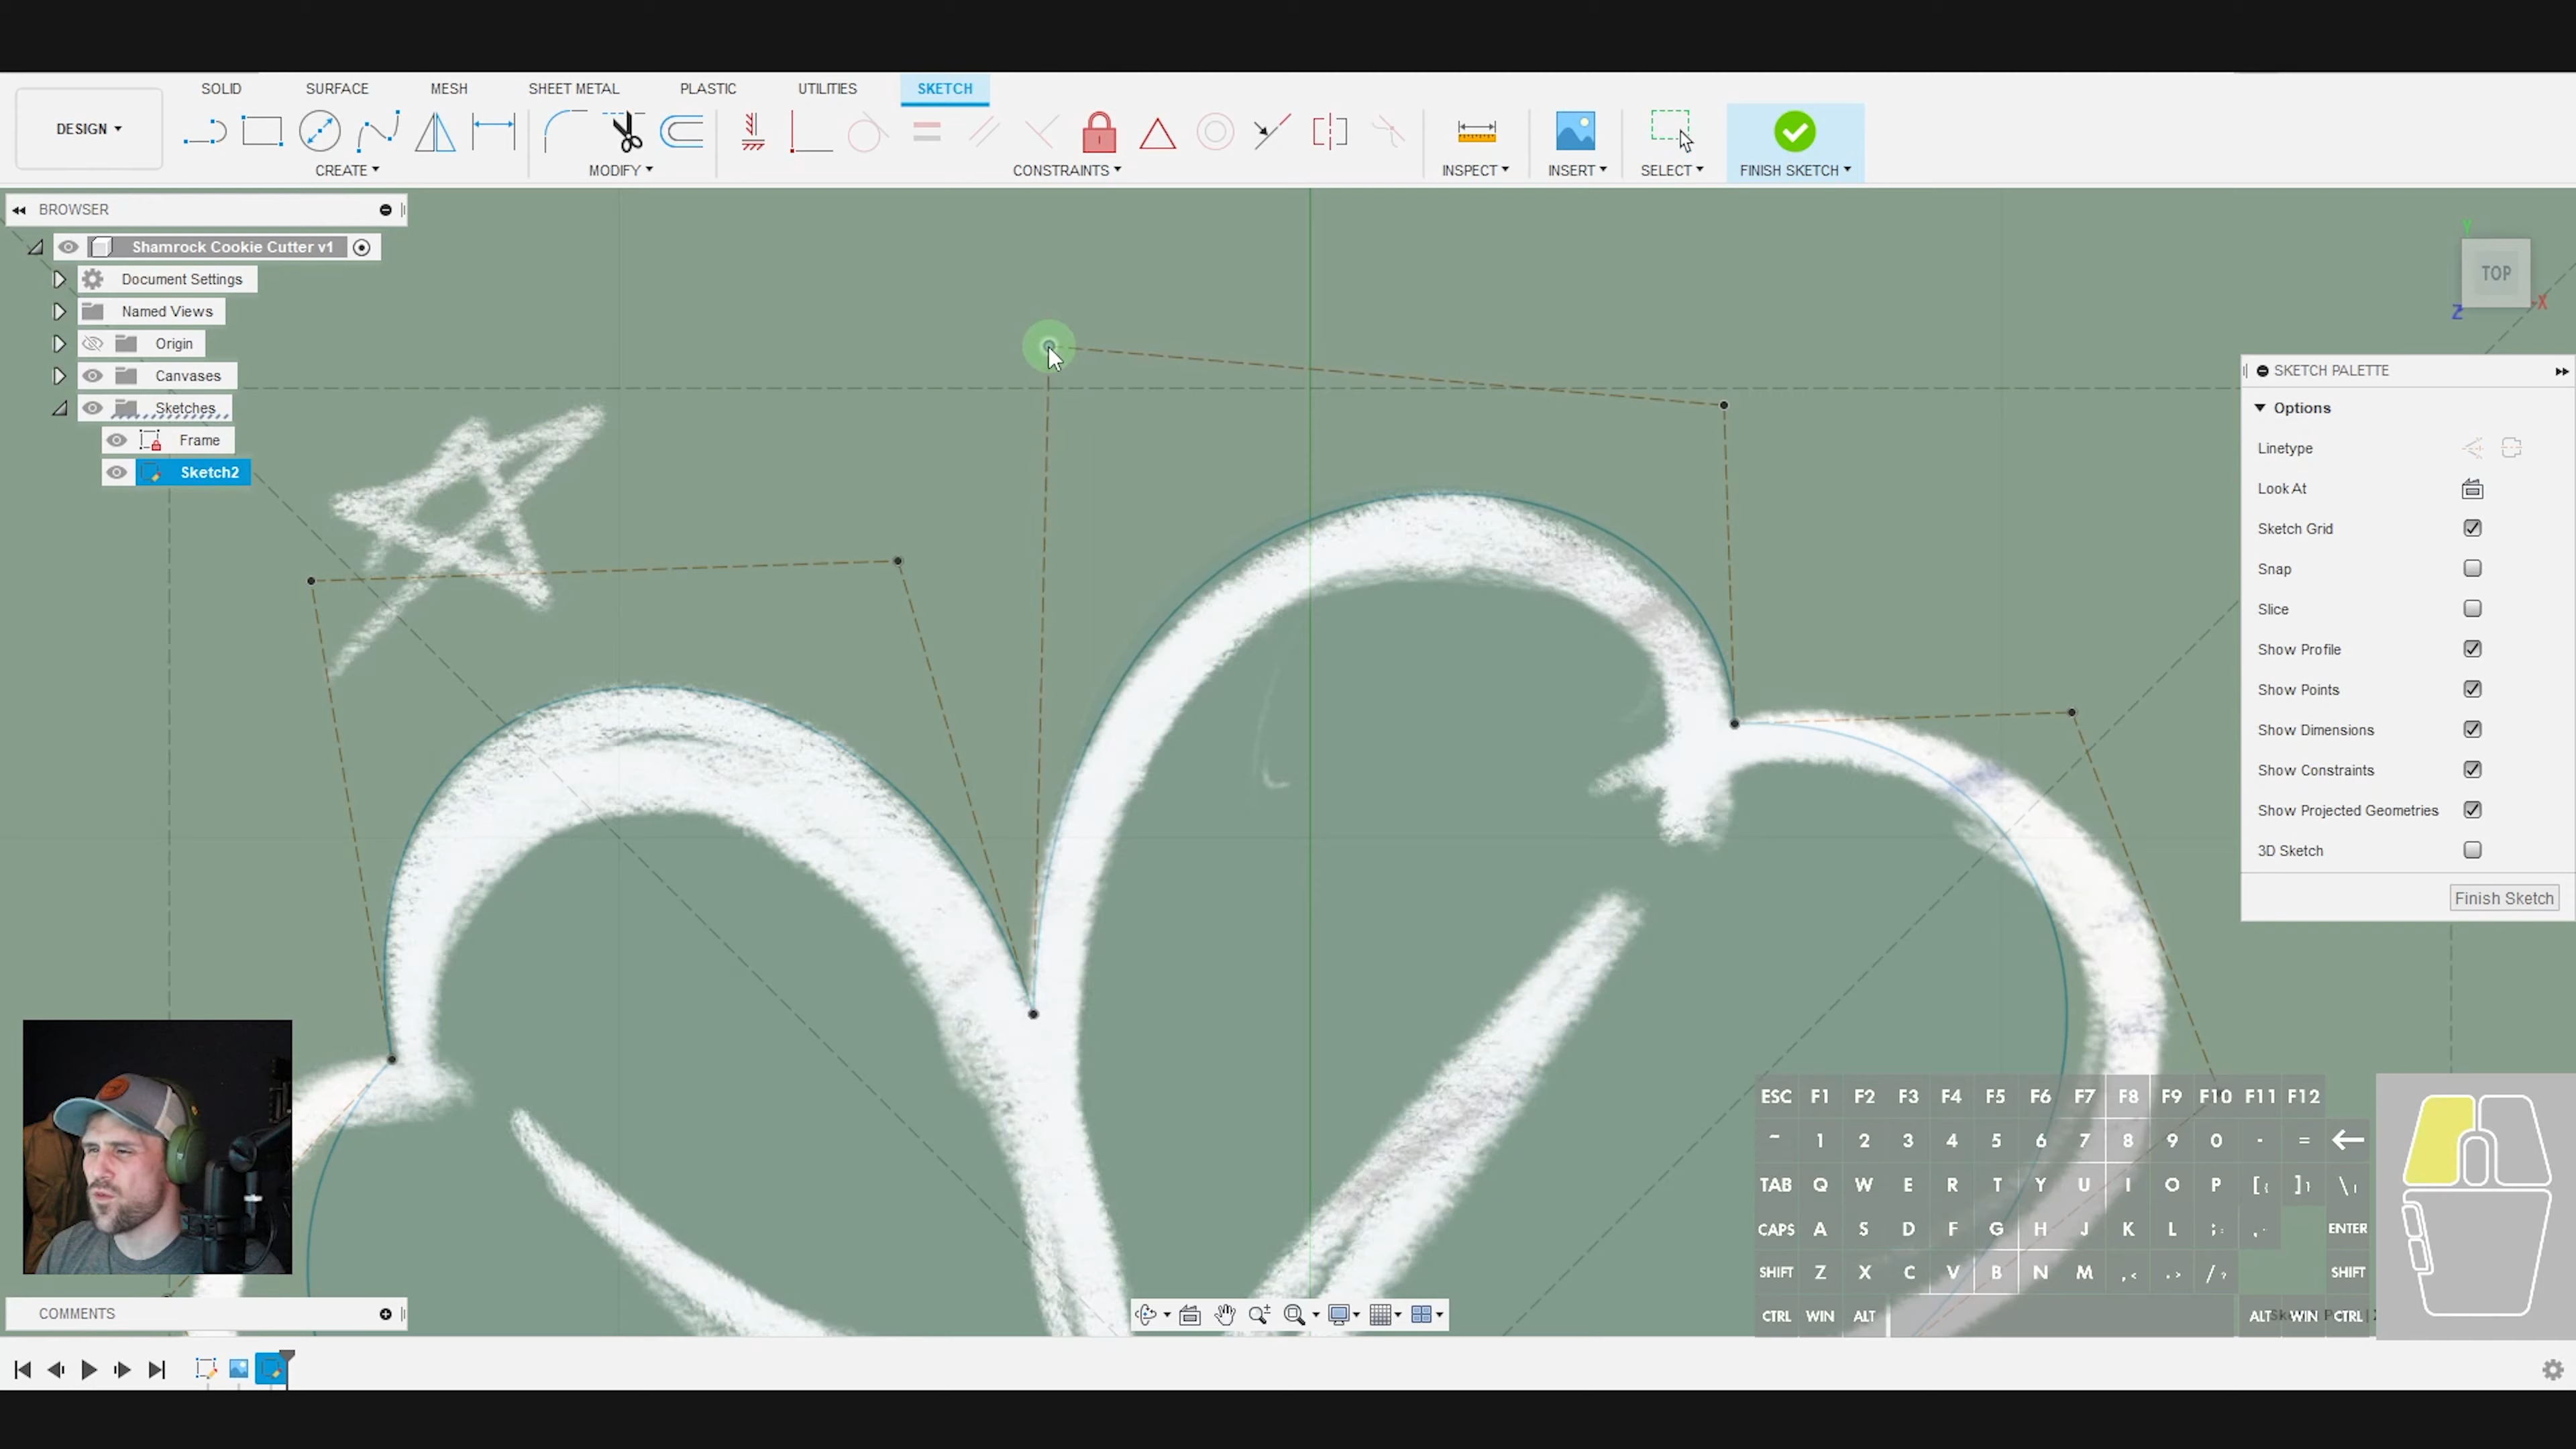 SOLID SURFACE MESH SHEET METAL PLASTIC UTILITIES SKETCH
DESIGN
CREATE MODIFY CONSTRAINTS INSPECT INSERT SELECT FINISH SKETCH
BROWSER
Shamrock Cookie Cutter v1
Document Settings
Named Views
Origin
Canvases
Sketches
Frame
Sketch2
Y
TOP
X
Z
SKETCH PALETTE
Options
Linetype
Look At
Sketch Grid
Snap
Slice
Show Profile
Show Points
Show Dimensions
Show Constraints
Show Projected Geometries
3D Sketch
Finish Sketch
ESC F1 F2 F3 F4 F5 F6 F7 F8 F9 F10 F11 F12
~ 1 2 3 4 5 6 7 8 9 0 - =
TAB Q W E R T Y U I O P [{ ]} \|
CAPS A S D F G H J K L ;: ENTER
SHIFT Z X C V B N M ,< .> /? SHIFT
CTRL WIN ALT ALT WIN CTRL
COMMENTS